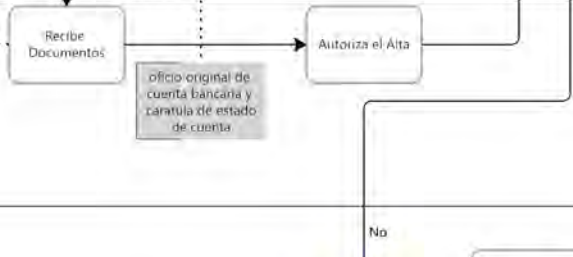 Recibe
Documentos
Autoriza el Alta
oficio original de
cuenta bancaria y
caratula de estado
de cuenta
No